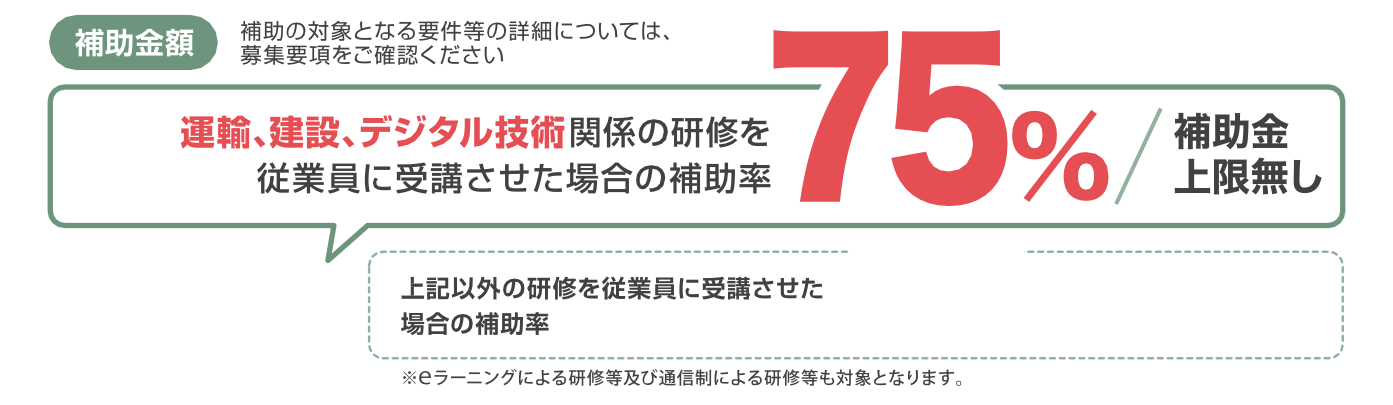 補助金額
補助の対象となる要件等の詳細については、
募集要項をご確認ください
運輸、建設、デジタル技術関係の研修を
従業員に受講させた場合の補助率
75%
補助金
上限無し
上記以外の研修を従業員に受講させた
場合の補助率
※eラーニングによる研修等及び通信制による研修等も対象となります。